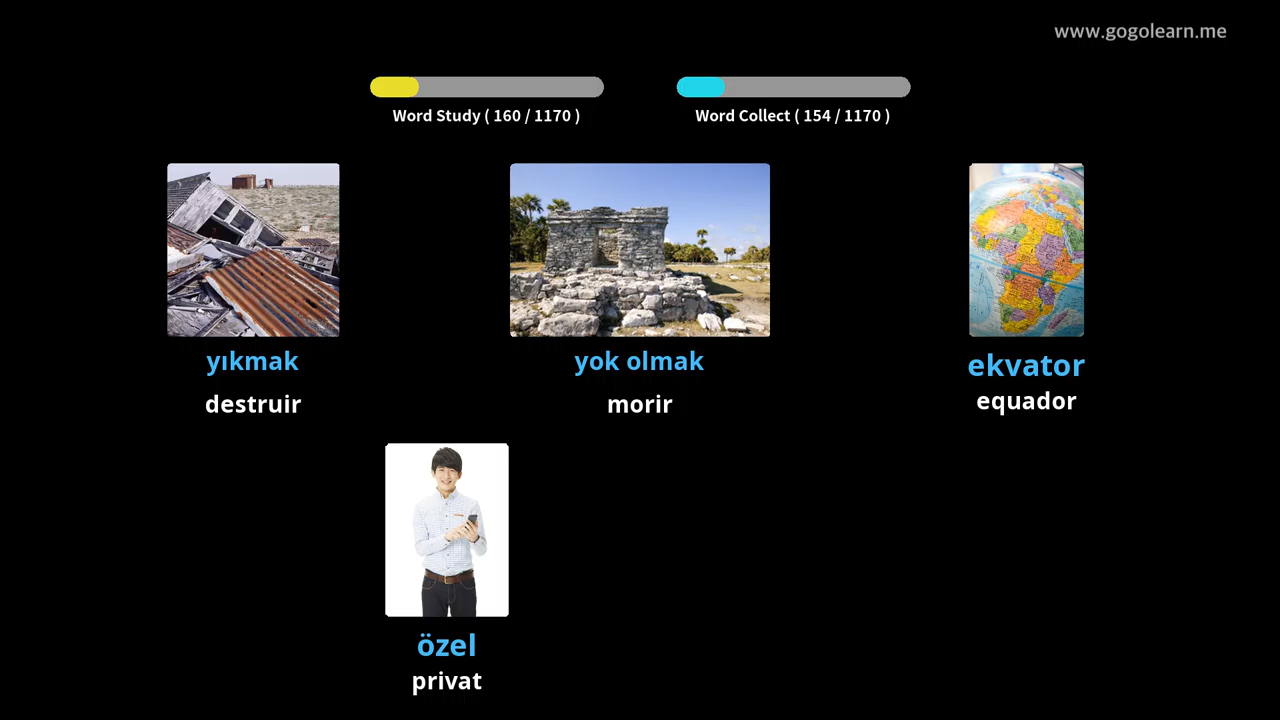 www.gogolearn.me
Word Study ( 160 / 1170 )
Word Collect ( 154 / 1170 )
yıkmak
yok olmak
ekvator
destruir
morir
equador
özel
privat